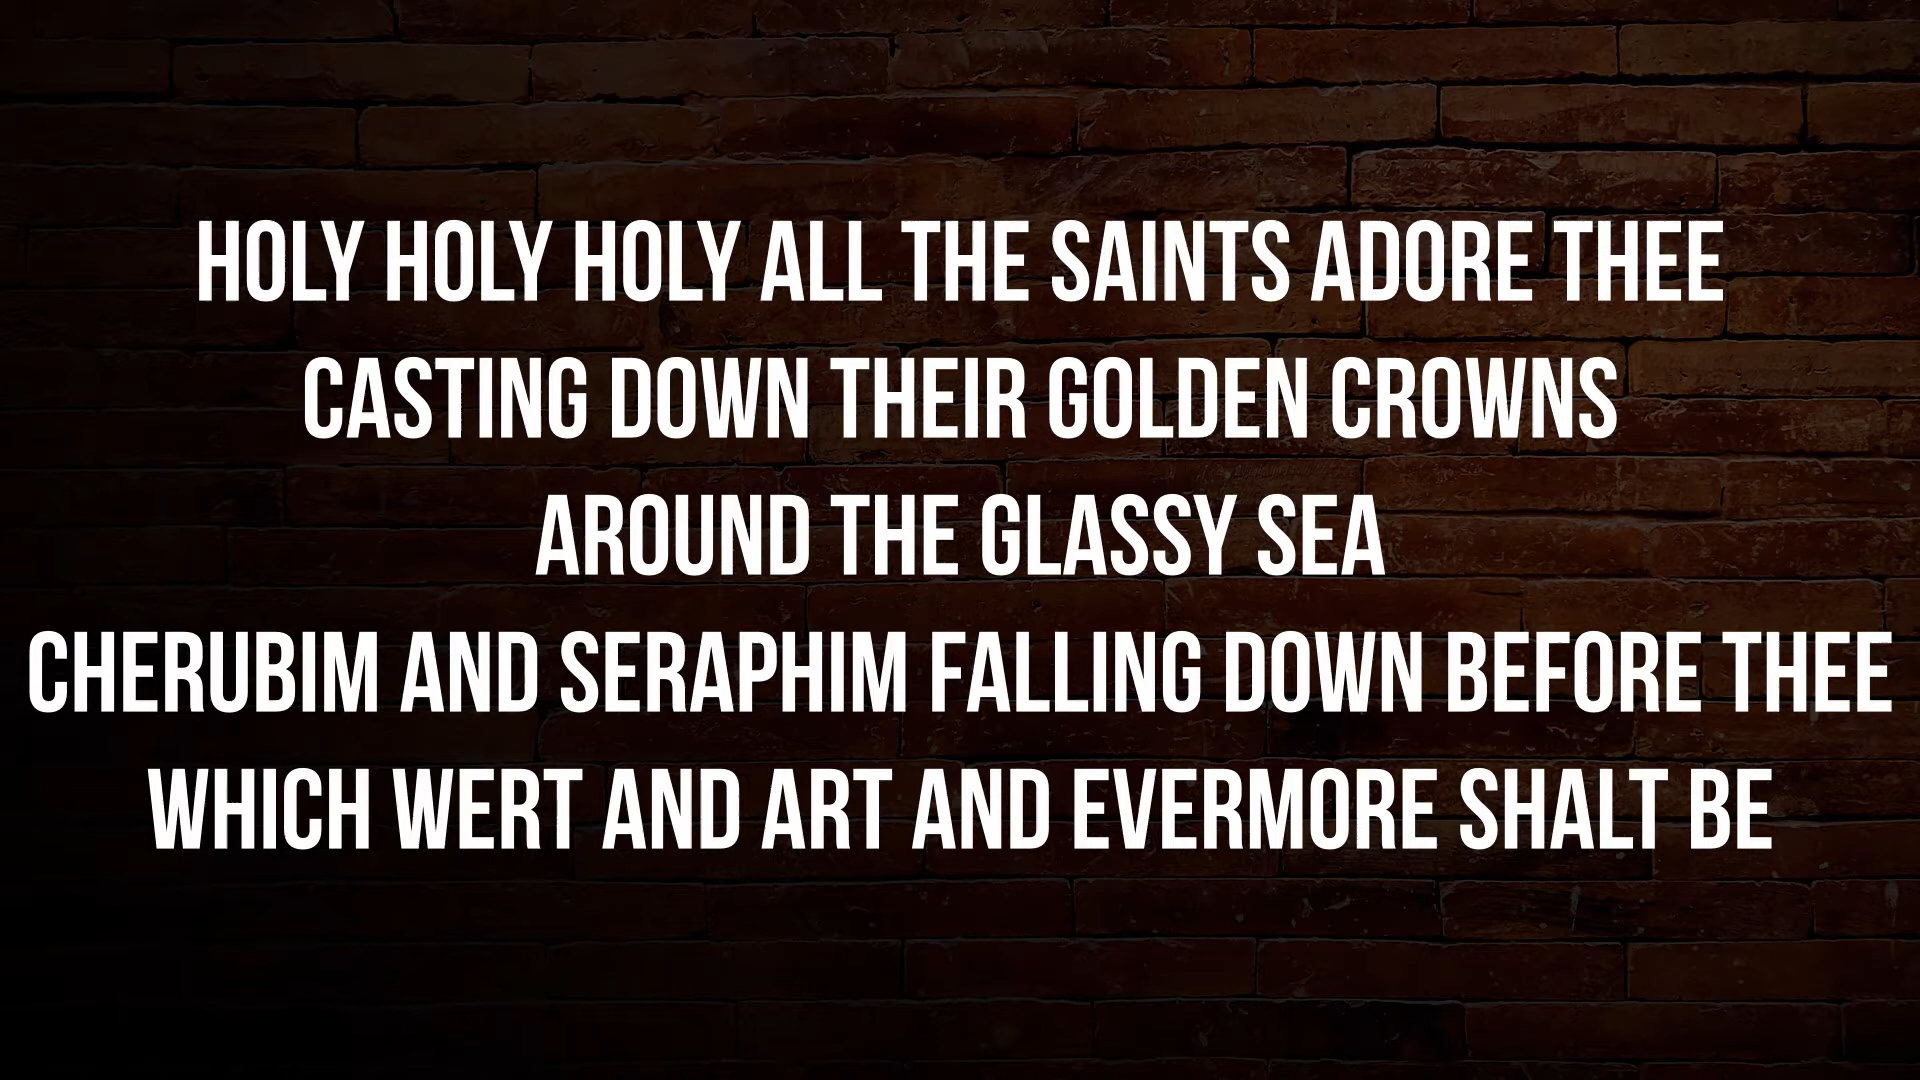 HOLY HOLY HOLY ALL THE SAINTS ADORE THEE
CASTING DOWN THEIR GOLDEN CROWNS
AROUND THE GLASSY SEA
CHERUBIM AND SERAPHIM FALLING DOWN BEFORE THEE
WHICH WERT AND ART AND EVERMORE SHALT BE